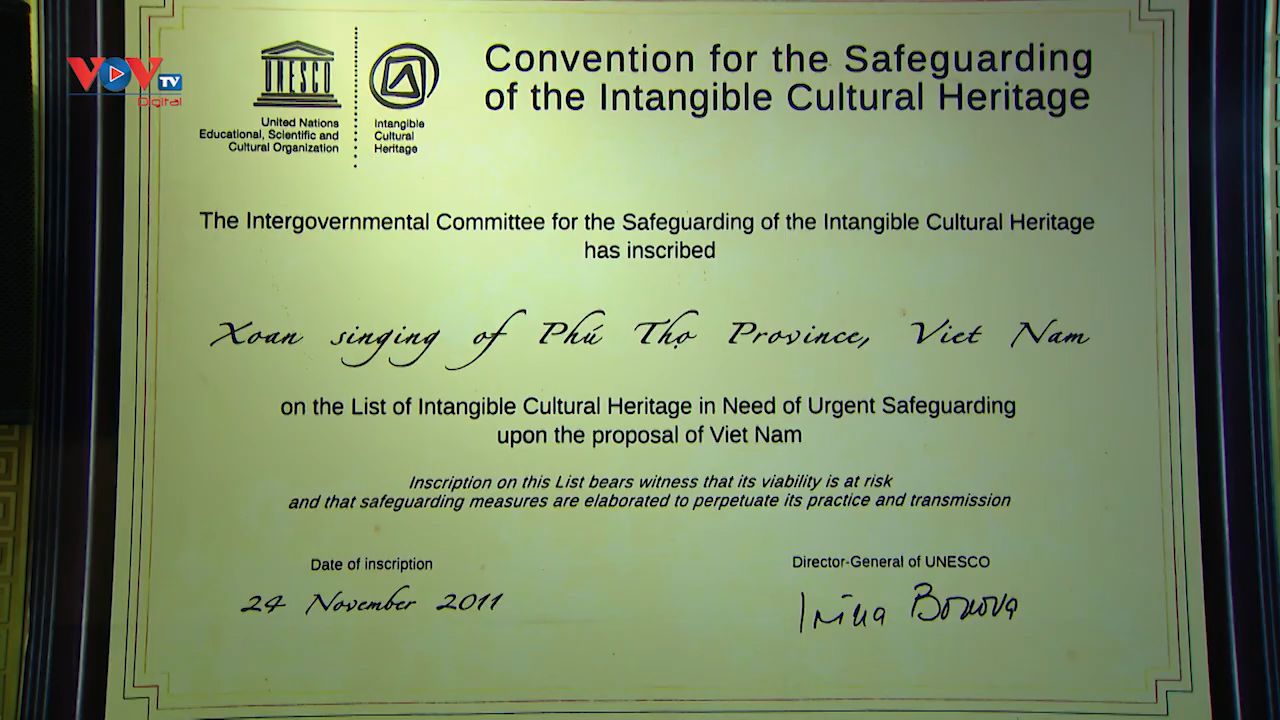 VOV TV
Digital
UNESCO
United Nations
Educational, Scientific and
Cultural Organization
Intangible
Cultural
Heritage
Convention for the Safeguarding
of the Intangible Cultural Heritage
The Intergovernmental Committee for the Safeguarding of the Intangible Cultural Heritage
has inscribed
Xoan singing of Phú Thọ Province, Viet Nam
on the List of Intangible Cultural Heritage in Need of Urgent Safeguarding
upon the proposal of Viet Nam
Inscription on this List bears witness that its viability is at risk
and that safeguarding measures are elaborated to perpetuate its practice and transmission
Date of inscription
24 November 2011
Director-General of UNESCO
Irina Bokova